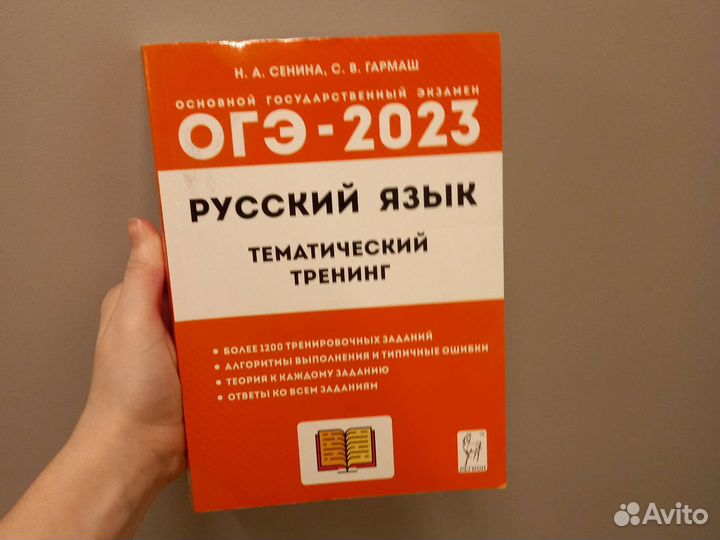 Н. А. СЕНИНА, С. В. ГАРМАШ
ОСНОВНОЙ ГОСУДАРСТВЕННЫЙ ЭКЗАМЕН
ОГЭ - 2023
РУССКИЙ ЯЗЫК
ТЕМАТИЧЕСКИЙ
ТРЕНИНГ
• БОЛЕЕ 1200 ТРЕНИРОВОЧНЫХ ЗАДАНИЙ
• АЛГОРИТМЫ ВЫПОЛНЕНИЯ И ТИПИЧНЫЕ ОШИБКИ
• ТЕОРИЯ К КАЖДОМУ ЗАДАНИЮ
• ОТВЕТЫ КО ВСЕМ ЗАДАНИЯМ
ЛЕГИОН
Avito